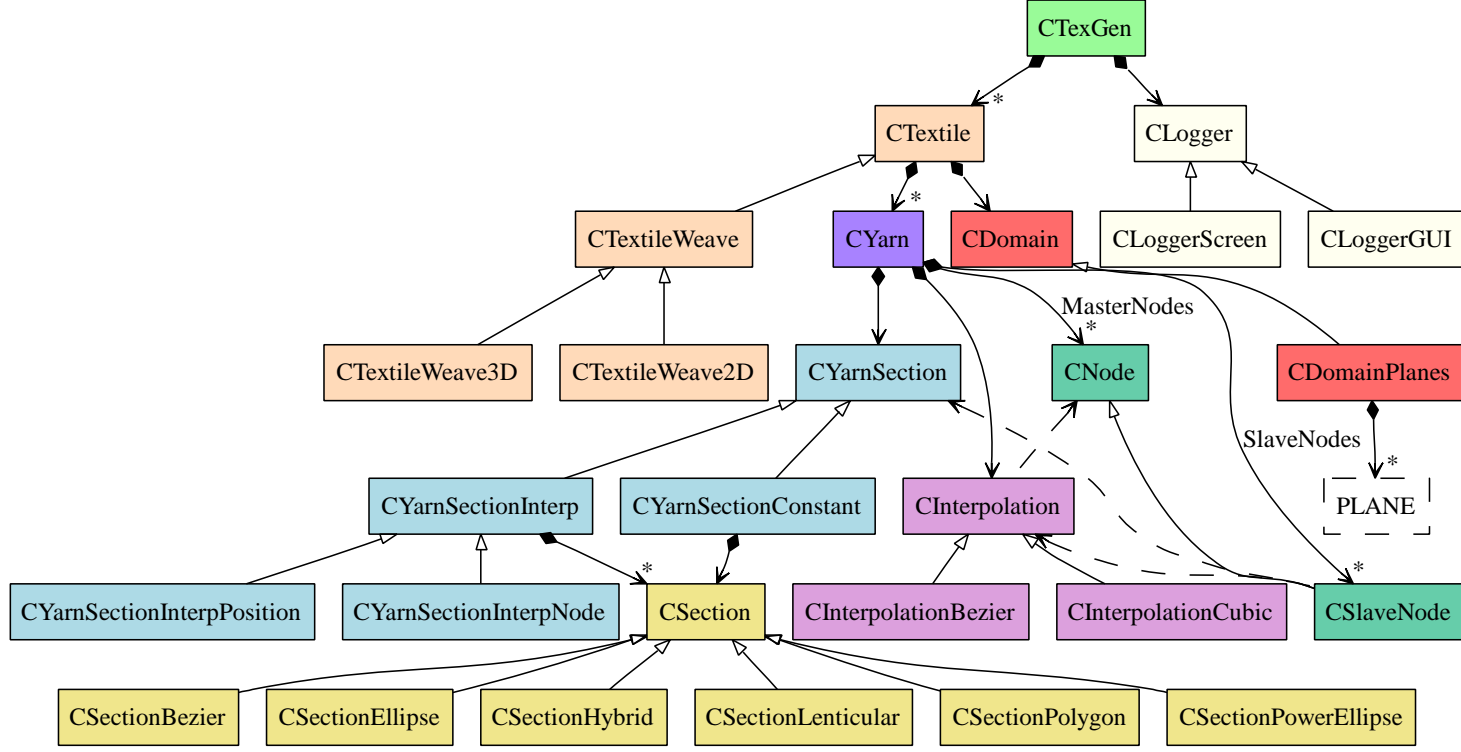 CTexGen
*
CTextile
CLogger
*
CTextileWeave
CYarn
CDomain
CLoggerScreen
CLoggerGUI
MasterNodes
*
CTextileWeave3D
CTextileWeave2D
CYarnSection
CNode
CDomainPlanes
SlaveNodes
*
CYarnSectionInterp
CYarnSectionConstant
CInterpolation
PLANE
*
*
CYarnSectionInterpPosition
CYarnSectionInterpNode
CSection
CInterpolationBezier
CInterpolationCubic
CSlaveNode
CSectionBezier
CSectionEllipse
CSectionHybrid
CSectionLenticular
CSectionPolygon
CSectionPowerEllipse